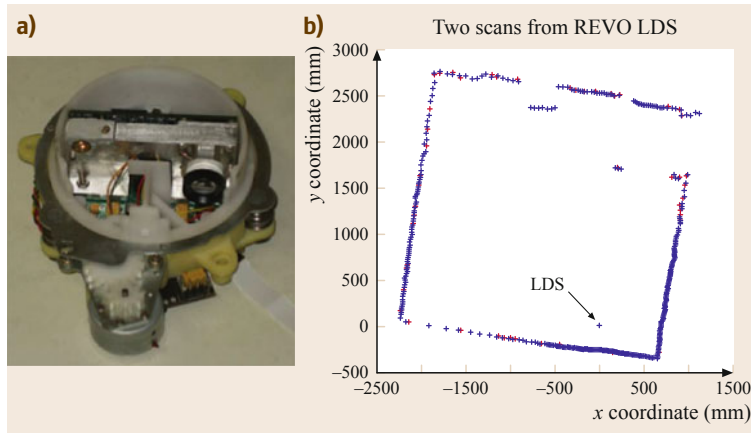 a)
b)
Two scans from REVO LDS
y coordinate (mm)
3000
2500
2000
1500
1000
500
0
−500
LDS
−2500 −1500 −500 500 1500
x coordinate (mm)